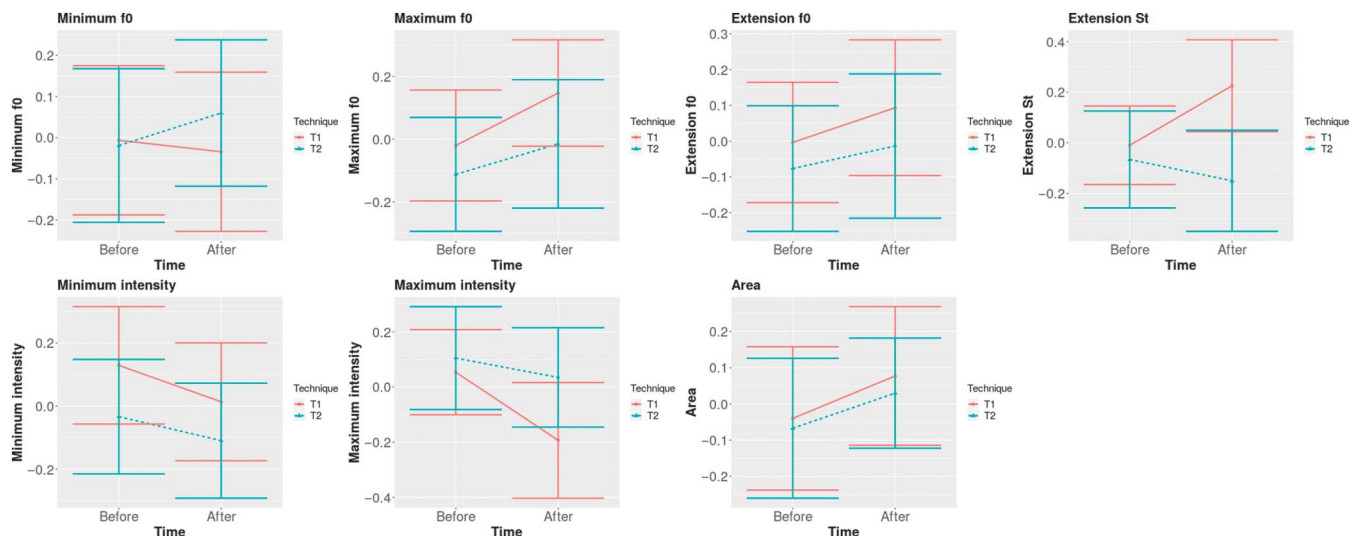 Minimum f0
Minimum f0
0.2
0.1
0.0
−0.1
−0.2
Before
After
Time
Technique
T1
T2
Maximum f0
Maximum f0
0.2
0.0
−0.2
Before
After
Time
Technique
T1
T2
Extension f0
Extension f0
0.3
0.2
0.1
0.0
−0.1
−0.2
Before
After
Time
Technique
T1
T2
Extension St
Extension St
0.4
0.2
0.0
−0.2
Before
After
Time
Technique
T1
T2
Minimum intensity
Minimum intensity
0.2
0.0
−0.2
Before
After
Time
Technique
T1
T2
Maximum intensity
Maximum intensity
0.2
0.0
−0.2
−0.4
Before
After
Time
Technique
T1
T2
Area
Area
0.2
0.1
0.0
−0.1
−0.2
Before
After
Time
Technique
T1
T2